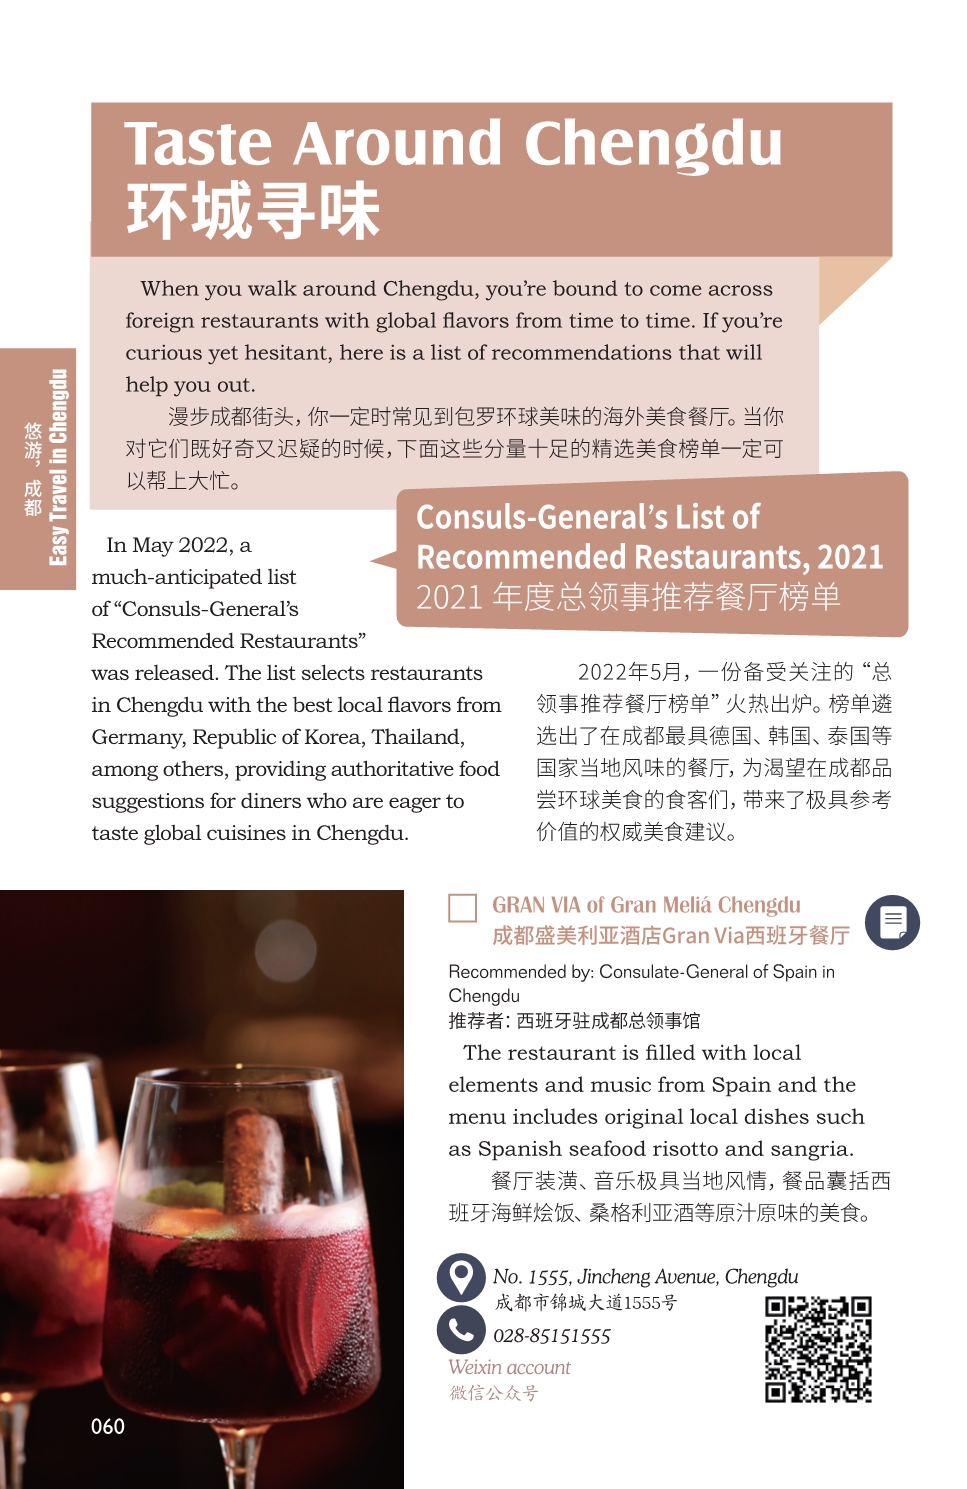 Taste Around Chengdu
环城寻味
When you walk around Chengdu, you’re bound to come across
foreign restaurants with global flavors from time to time. If you’re
curious yet hesitant, here is a list of recommendations that will
help you out.
漫步成都街头，你一定时常见到包罗环球美味的海外美食餐厅。当你
对它们既好奇又迟疑的时候，下面这些分量十足的精选美食榜单一定可
以帮上大忙。
悠游，成都
Easy Travel in Chengdu
Consuls-General’s List of
Recommended Restaurants, 2021
2021 年度总领事推荐餐厅榜单
In May 2022, a
much-anticipated list
of “Consuls-General’s
Recommended Restaurants”
was released. The list selects restaurants
in Chengdu with the best local flavors from
Germany, Republic of Korea, Thailand,
among others, providing authoritative food
suggestions for diners who are eager to
taste global cuisines in Chengdu.
2022年5月，一份备受关注的“总
领事推荐餐厅榜单”火热出炉。榜单遴
选出了在成都最具德国、韩国、泰国等
国家当地风味的餐厅，为渴望在成都品
尝环球美食的食客们，带来了极具参考
价值的权威美食建议。
GRAN VIA of Gran Meliá Chengdu
成都盛美利亚酒店Gran Via西班牙餐厅
Recommended by: Consulate-General of Spain in
Chengdu
推荐者：西班牙驻成都总领事馆
The restaurant is filled with local
elements and music from Spain and the
menu includes original local dishes such
as Spanish seafood risotto and sangria.
餐厅装潢、音乐极具当地风情，餐品囊括西
班牙海鲜烩饭、桑格利亚酒等原汁原味的美食。
No. 1555, Jincheng Avenue, Chengdu
成都市锦城大道1555号
028-85151555
Weixin account
微信公众号
060